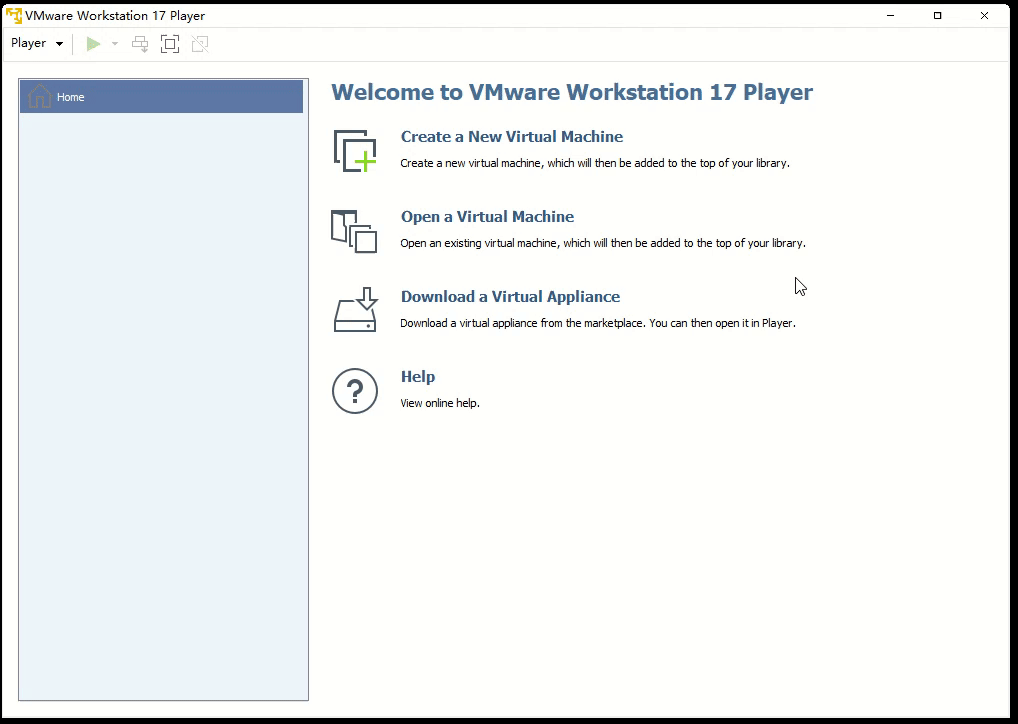 VMware Workstation 17 Player
Player
Home
Welcome to VMware Workstation 17 Player
Create a New Virtual Machine
Create a new virtual machine, which will then be added to the top of your library.
Open a Virtual Machine
Open an existing virtual machine, which will then be added to the top of your library.
Download a Virtual Appliance
Download a virtual appliance from the marketplace. You can then open it in Player.
Help
View online help.